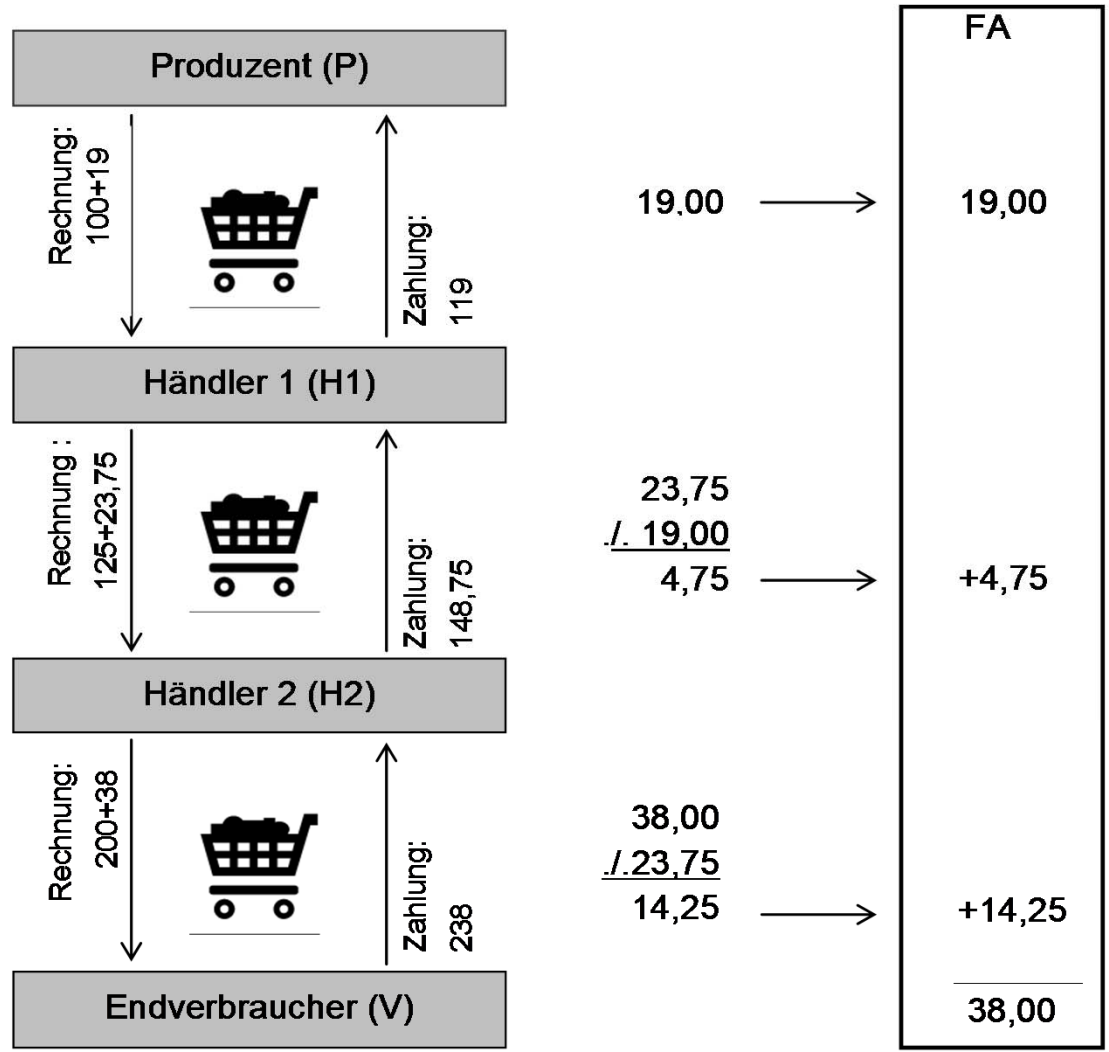 FA
Produzent (P)
Rechnung:
100+19
Zahlung:
119
19,00
19,00
Händler 1 (H1)
Rechnung :
125+23,75
Zahlung:
148,75
23,75
./. 19,00
4,75
+4,75
Händler 2 (H2)
Rechnung:
200+38
Zahlung:
238
38,00
./.23,75
14,25
+14,25
Endverbraucher (V)
38,00